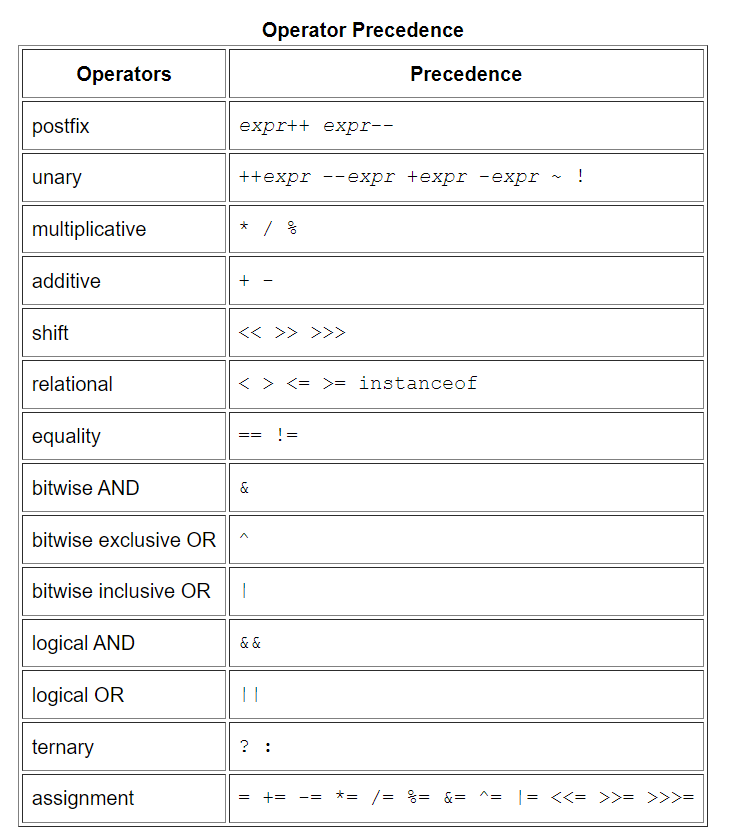 Operator Precedence
Operators Precedence
postfix expr++ expr--
unary ++expr --expr +expr -expr ~ !
multiplicative * / %
additive + -
shift << >> >>>
relational < > <= >= instanceof
equality == !=
bitwise AND &
bitwise exclusive OR ^
bitwise inclusive OR |
logical AND &&
logical OR ||
ternary ? :
assignment = += -= *= /= %= &= ^= |= <<= >>= >>>=